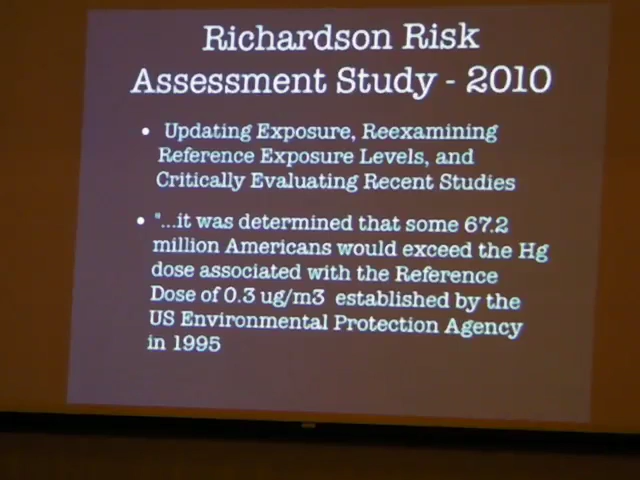 Richardson Risk
Assessment Study - 2010
• Updating Exposure, Reexamining
Reference Exposure Levels, and
Critically Evaluating Recent Studies
• "...it was determined that some 67.2
million Americans would exceed the Hg
dose associated with the Reference
Dose of 0.3 ug/m3 established by the
US Environmental Protection Agency
in 1995